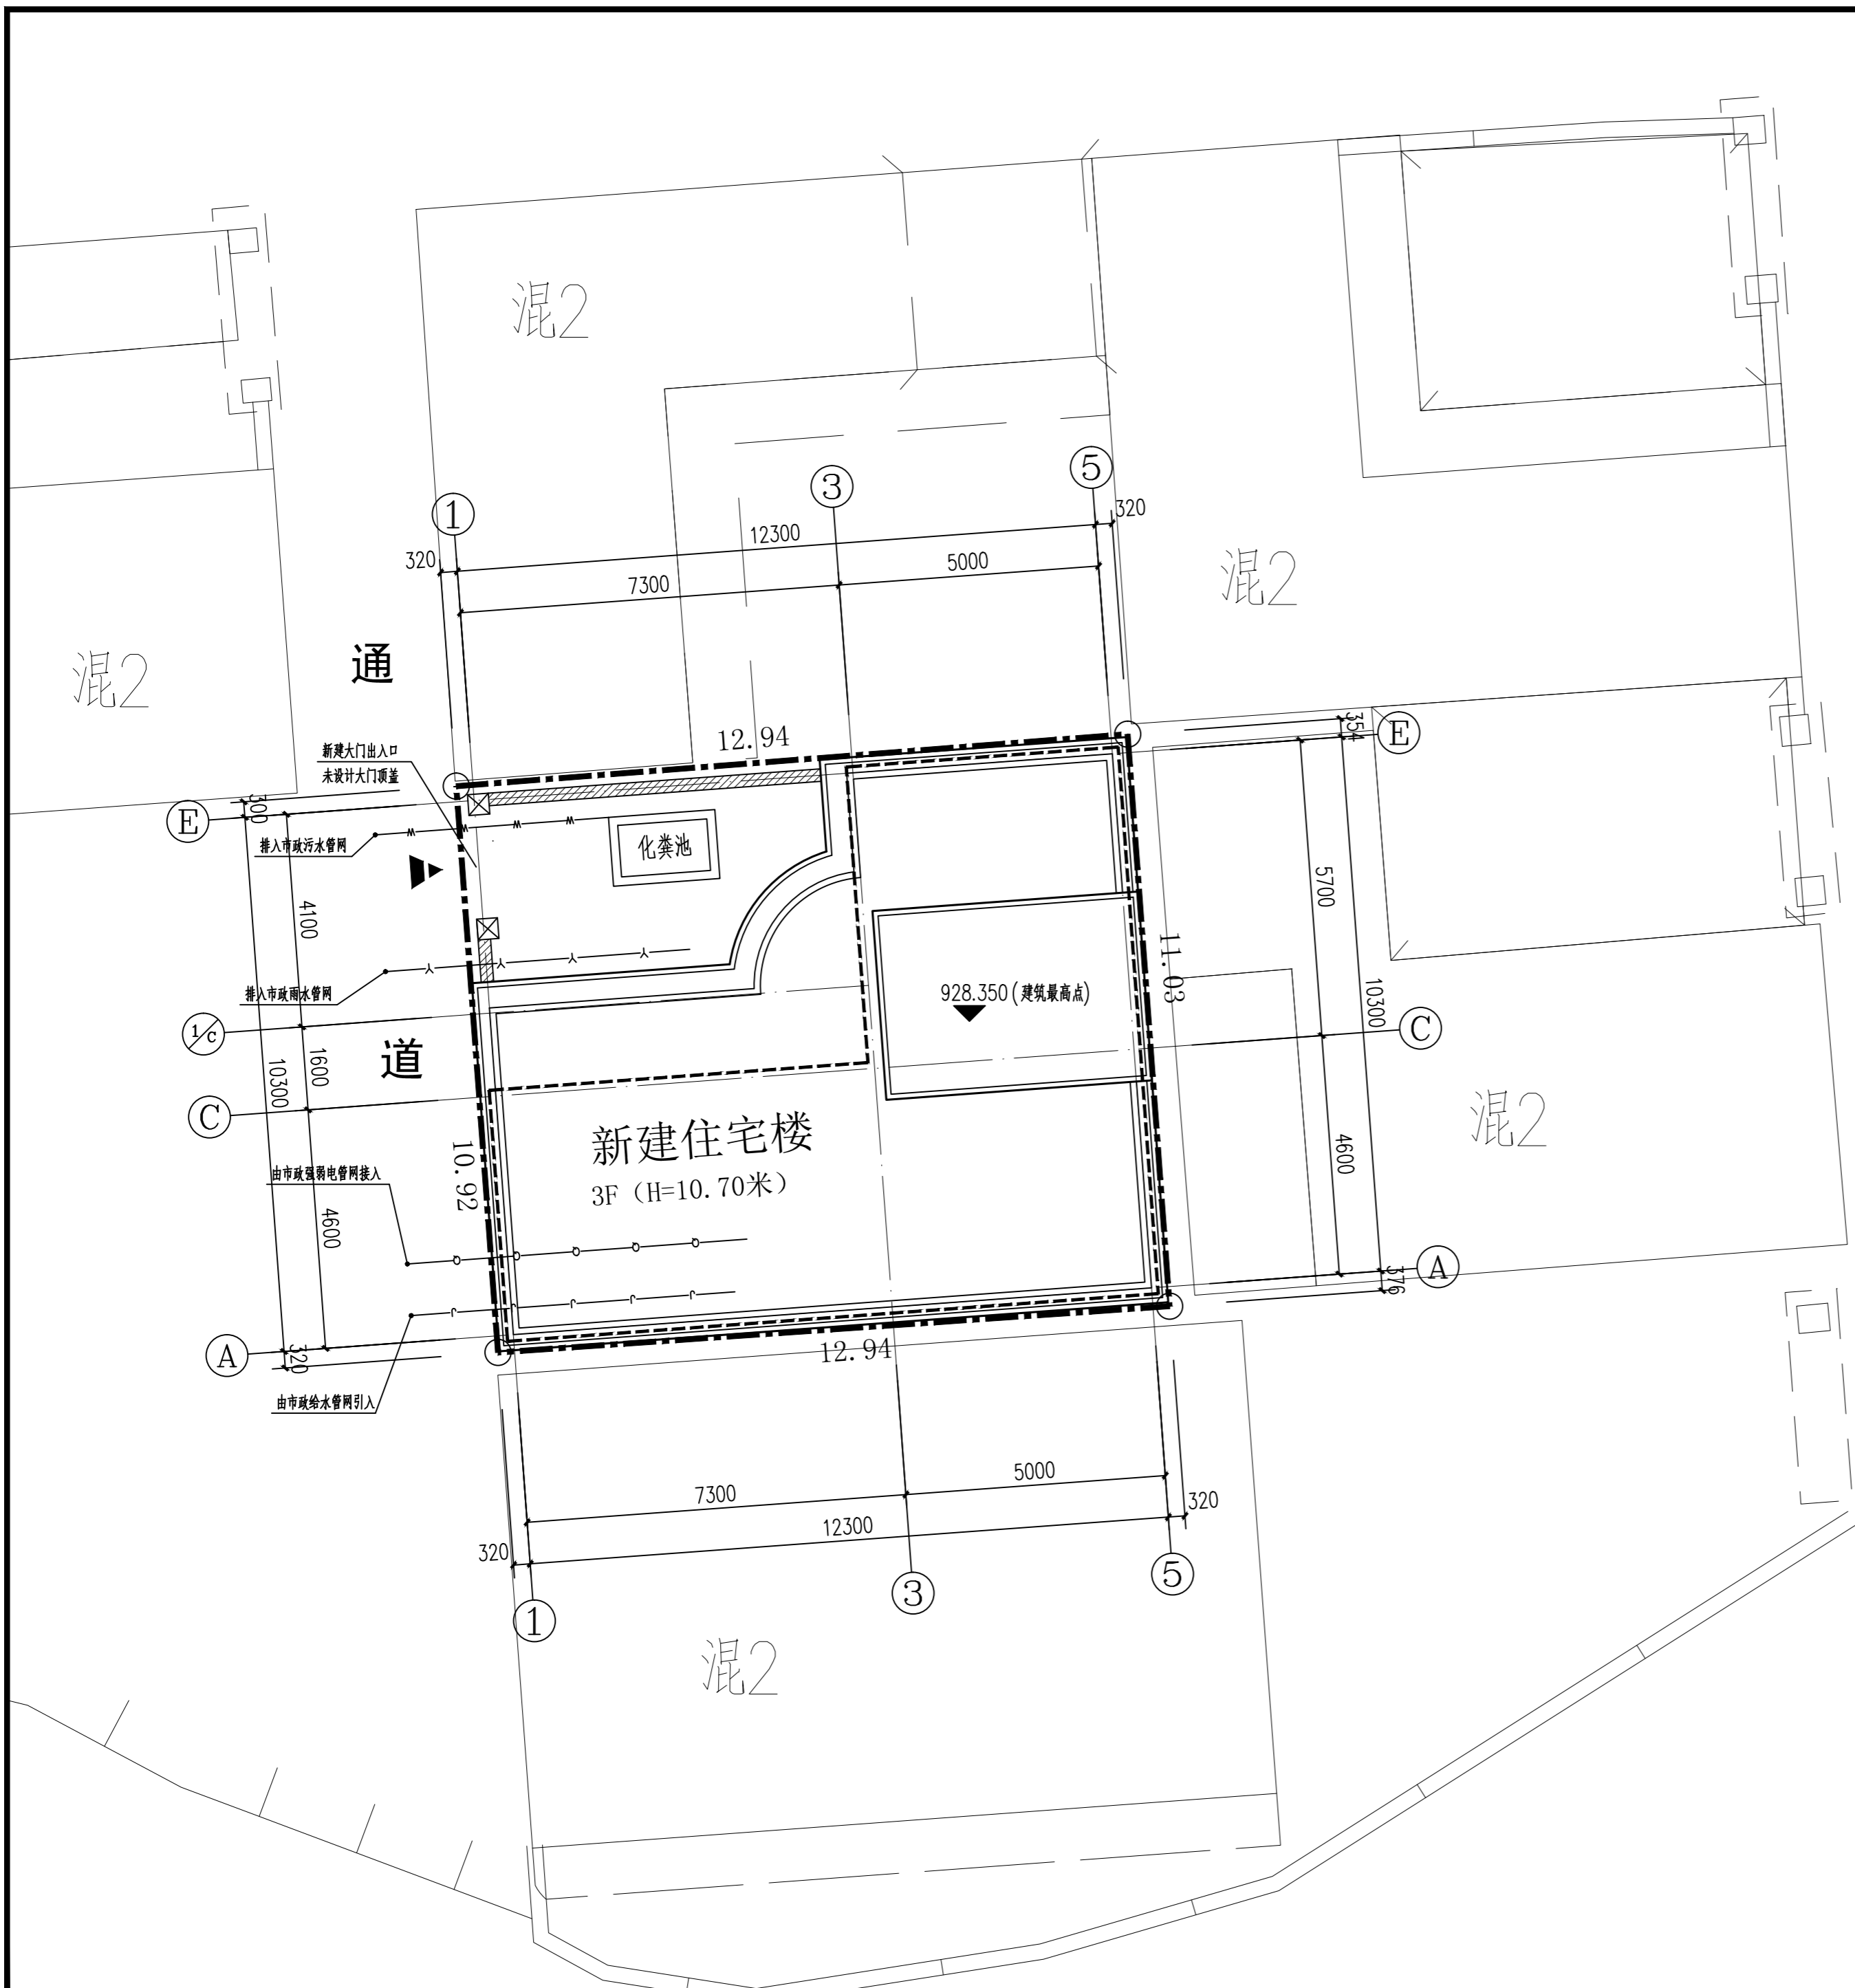 混2
5
3
1
12300
320
320
7300
5000
混2
通
混2
12.94
新建大门出入口
未设计大门顶盖
354
E
300
E
排入市政污水管网
化粪池
4100
5700
11.03
928.350(建筑最高点)
10300
排入市政雨水管网
1/C
道
C
1600
10300
C
混2
新建住宅楼
3F（H=10.70米）
10.92
由市政强弱电管网接入
4600
4600
A
376
A
320
12.94
由市政给水管网引入
7300
5000
320
12300
320
5
3
1
混2